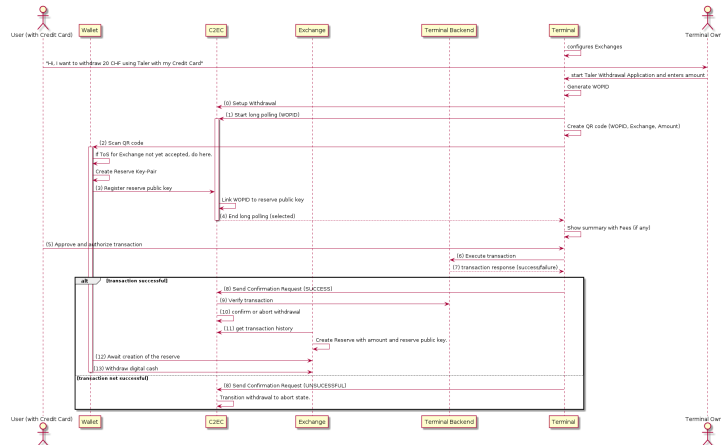 User (with Credit Card)
Wallet
C2EC
Exchange
Terminal Backend
Terminal
Terminal Own
configures Exchanges
"Hi, I want to withdraw 20 CHF using Taler with my Credit Card"
start Taler Withdrawal Application and enters amount
Generate WOPID
(0) Setup Withdrawal
(1) Start long polling (WOPID)
Create QR code (WOPID, Exchange, Amount)
(2) Scan QR code
If ToS for Exchange not yet accepted, do here.
Create Reserve Key-Pair
(3) Register reserve public key
Link WOPID to reserve public key
(4) End long polling (selected)
Show summary with Fees (if any)
(5) Approve and authorize transaction
(6) Execute transaction
(7) transaction response (success|failure)
alt [transaction successful]
(8) Send Confirmation Request (SUCCESS)
(9) Verify transaction
(10) confirm or abort withdrawal
(11) get transaction history
Create Reserve with amount and reserve public key.
(12) Await creation of the reserve
(13) Withdraw digital cash
[transaction not successful]
(8) Send Confirmation Request (UNSUCESSFUL)
Transition withdrawal to abort state.
User (with Credit Card)
Wallet
C2EC
Exchange
Terminal Backend
Terminal
Terminal Own